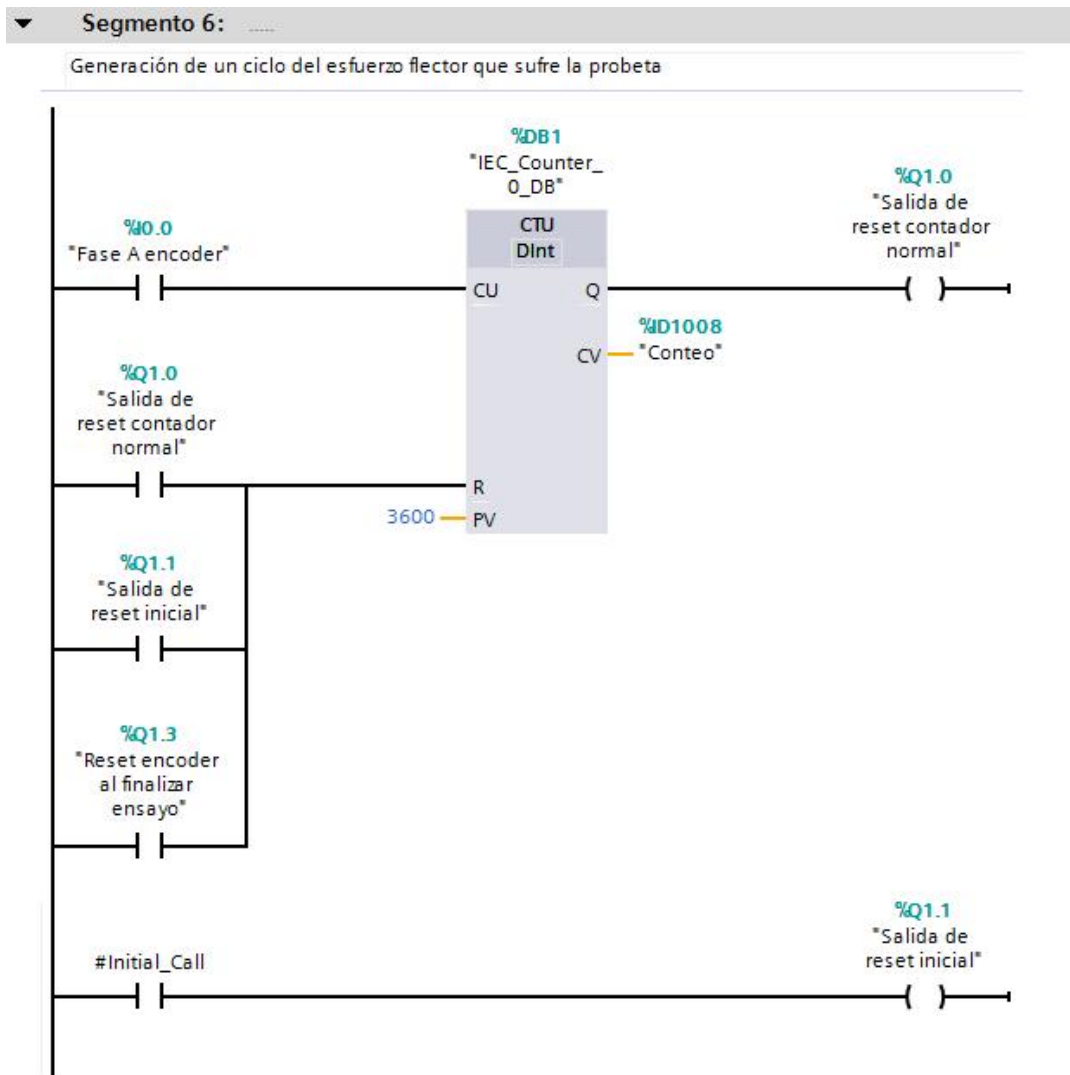 Segmento 6: .....
Generación de un ciclo del esfuerzo flector que sufre la probeta
%DB1
"IEC_Counter_
0_DB"
CTU
DInt
%I0.0
"Fase A encoder"
CU
Q
%Q1.0
"Salida de
reset contador
normal"
%ID1008
CV
"Conteo"
%Q1.0
"Salida de
reset contador
normal"
R
3600
PV
%Q1.1
"Salida de
reset inicial"
%Q1.3
"Reset encoder
al finalizar
ensayo"
#Initial_Call
%Q1.1
"Salida de
reset inicial"